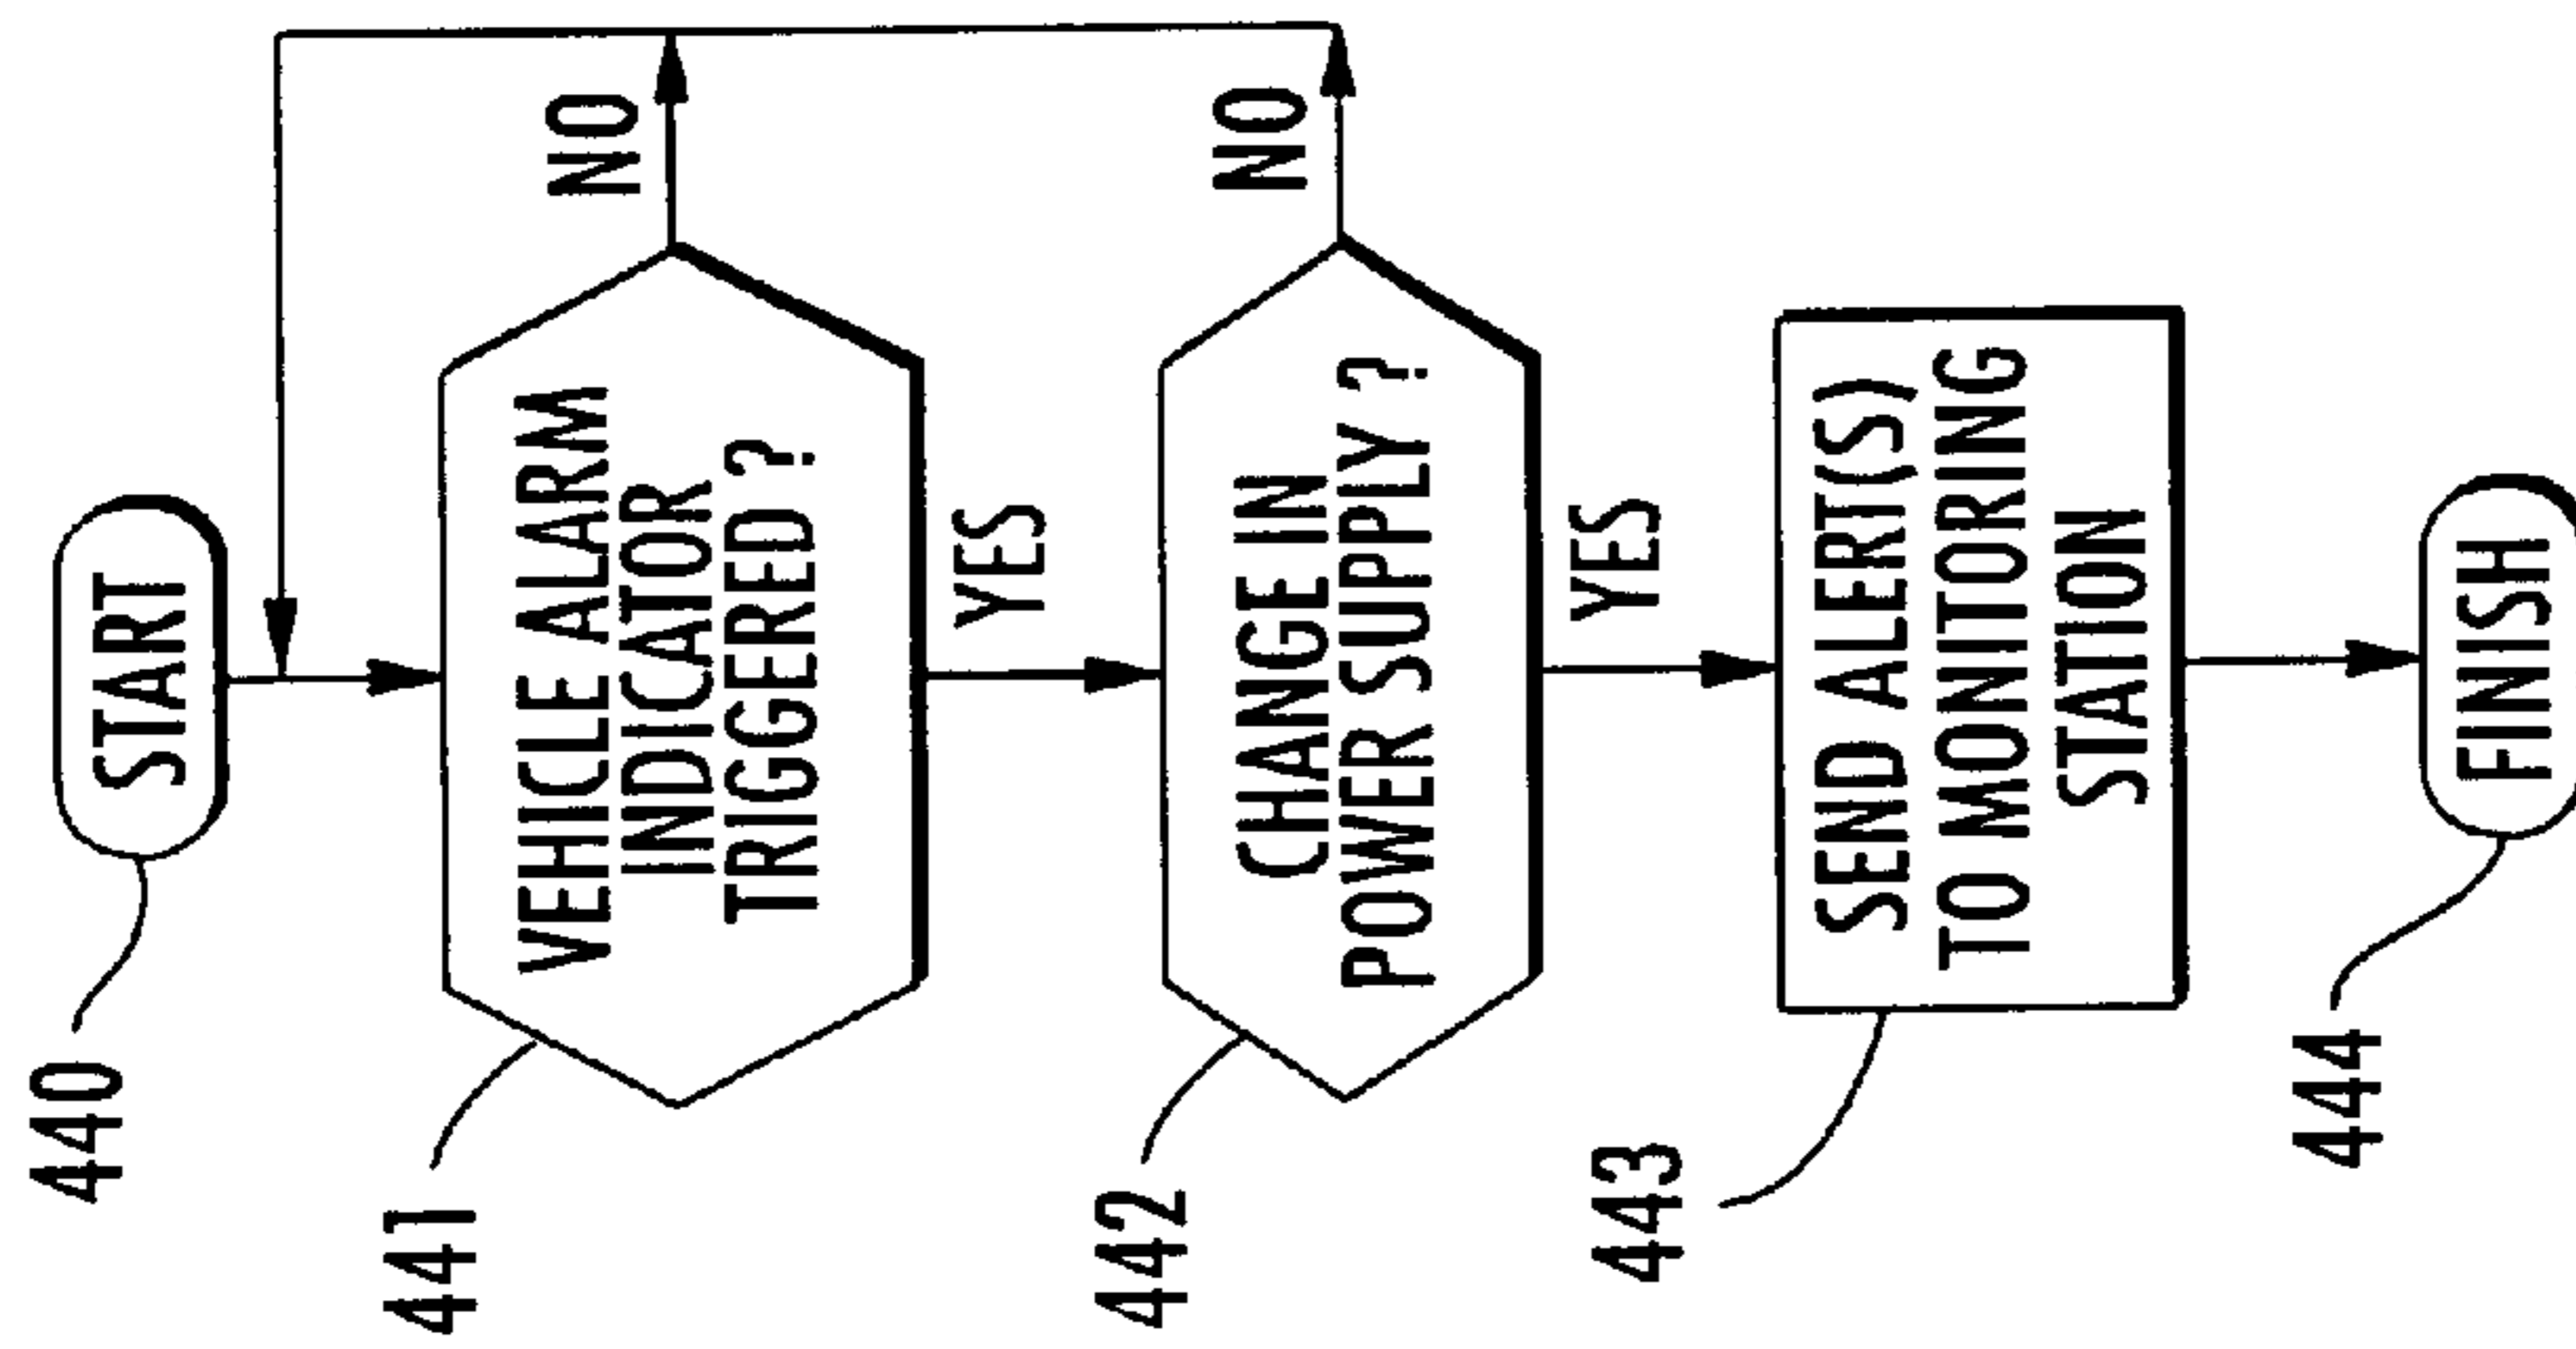 440
START
441
VEHICLE ALARM
INDICATOR
TRIGGERED ?
NO
YES
442
CHANGE IN
POWER SUPPLY ?
NO
YES
443
SEND ALERT(S)
TO MONITORING
STATION
444
FINISH